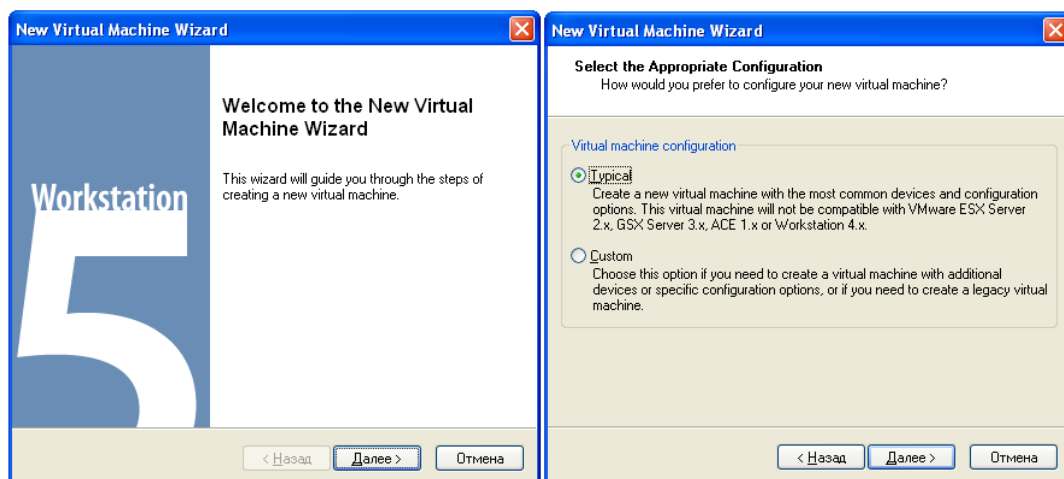 New Virtual Machine Wizard
Workstation
5
Welcome to the New Virtual
Machine Wizard
This wizard will guide you through the steps of
creating a new virtual machine.
< Назад
Далее >
Отмена
New Virtual Machine Wizard
Select the Appropriate Configuration
How would you prefer to configure your new virtual machine?
Virtual machine configuration
Typical
Create a new virtual machine with the most common devices and configuration
options. This virtual machine will not be compatible with VMware ESX Server
2.x, GSX Server 3.x, ACE 1.x or Workstation 4.x.
Custom
Choose this option if you need to create a virtual machine with additional
devices or specific configuration options, or if you need to create a legacy virtual
machine.
< Назад
Далее >
Отмена